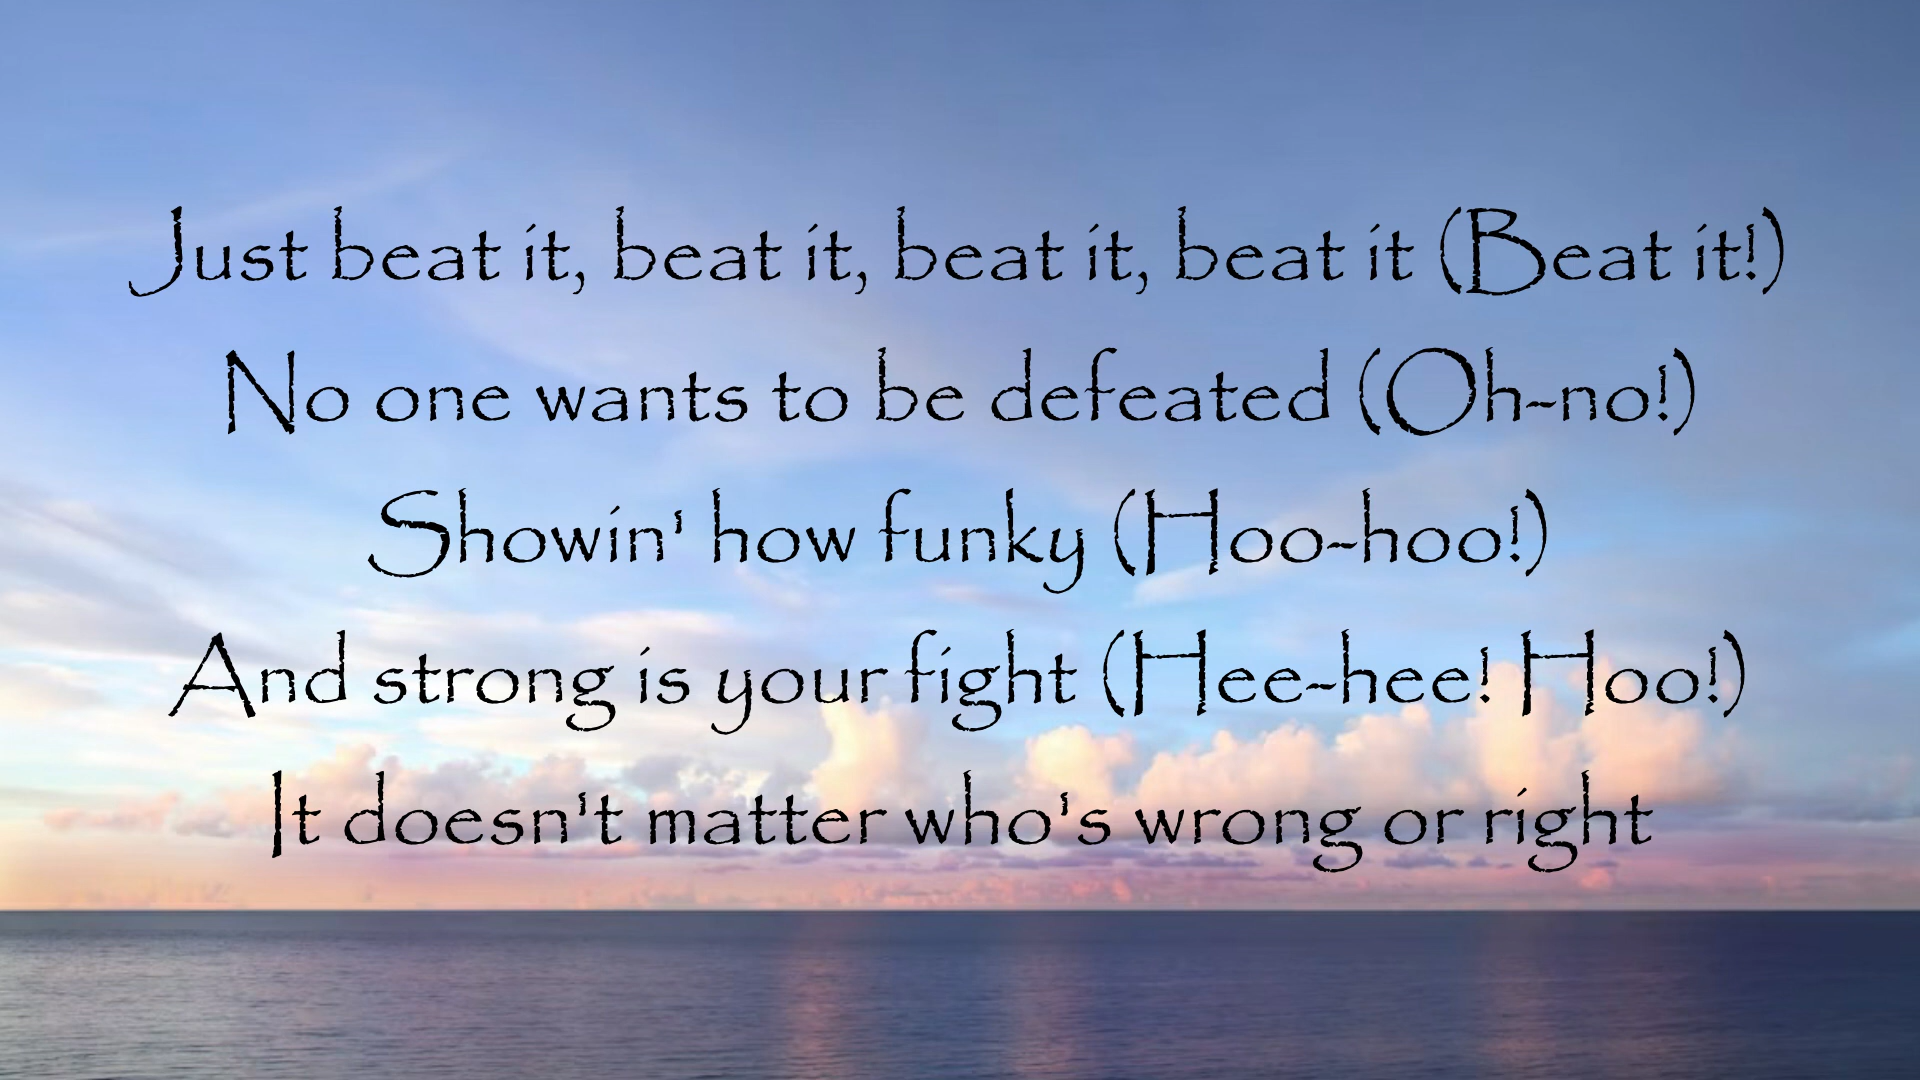 Just beat it, beat it, beat it, beat it (Beat it!)
No one wants to be defeated (Oh-no!)
Showin' how funky (Hoo-hoo!)
And strong is your fight (Hee-hee! Hoo!)
It doesn't matter who's wrong or right